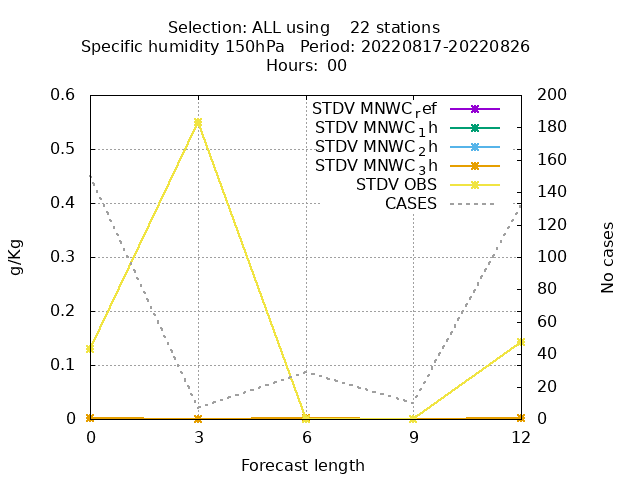 Selection: ALL using    22 stations
Specific humidity 150hPa   Period: 20220817-20220826
Hours: 00
STDV MNWC_ref
STDV MNWC_1h
STDV MNWC_2h
STDV MNWC_3h
STDV OBS
CASES
g/Kg
0.6
0.5
0.4
0.3
0.2
0.1
0
200
180
160
140
120
100
80
60
40
20
0
No cases
0 3 6 9 12
Forecast length